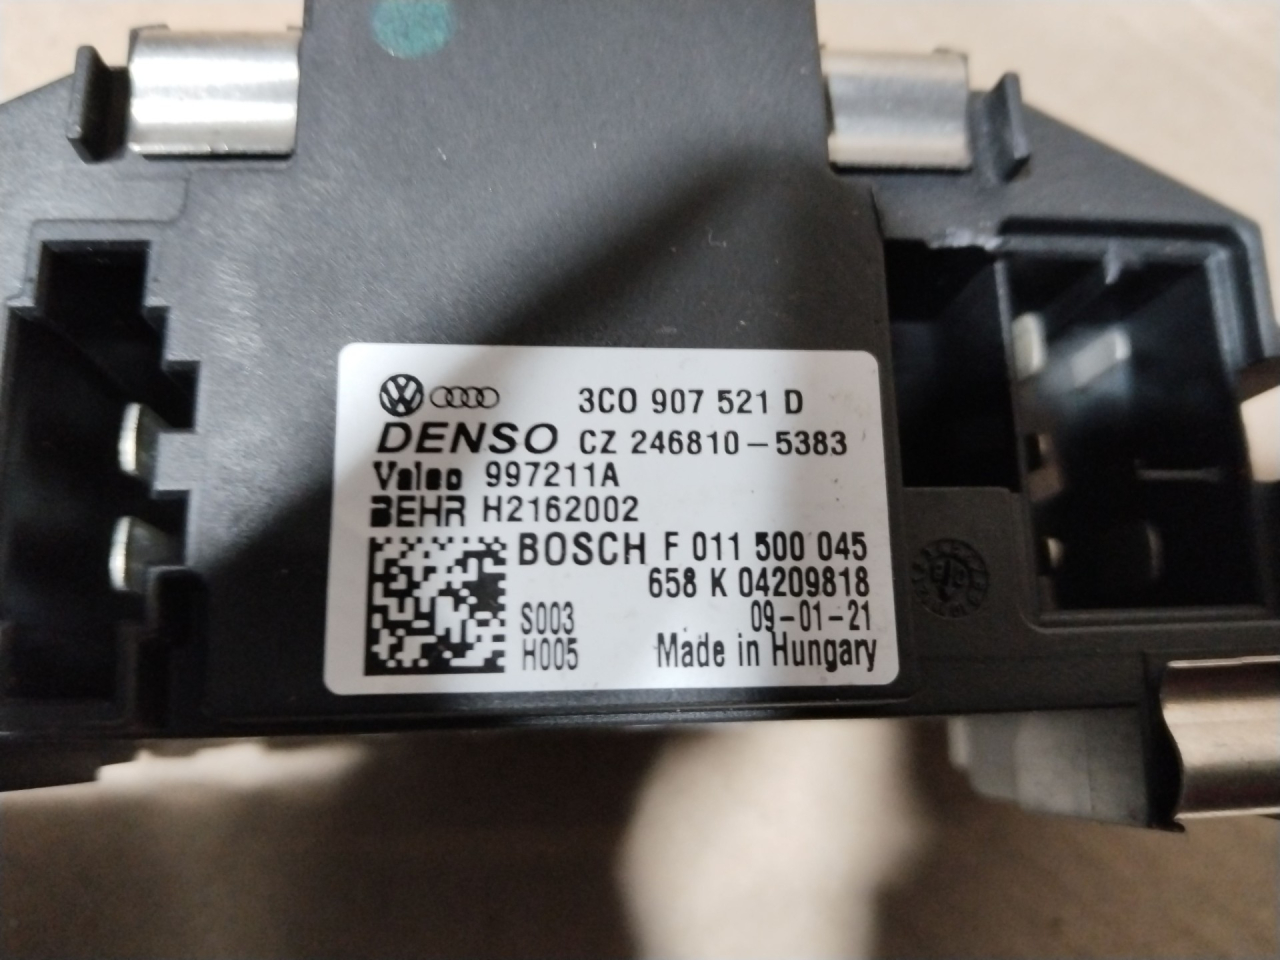 3C0 907 521 D
DENSO CZ 246810-5383
Valeo 997211A
BEHR H2162002
BOSCH F 011 500 045
658 K 04209818
S003 09-01-21
H005 Made in Hungary